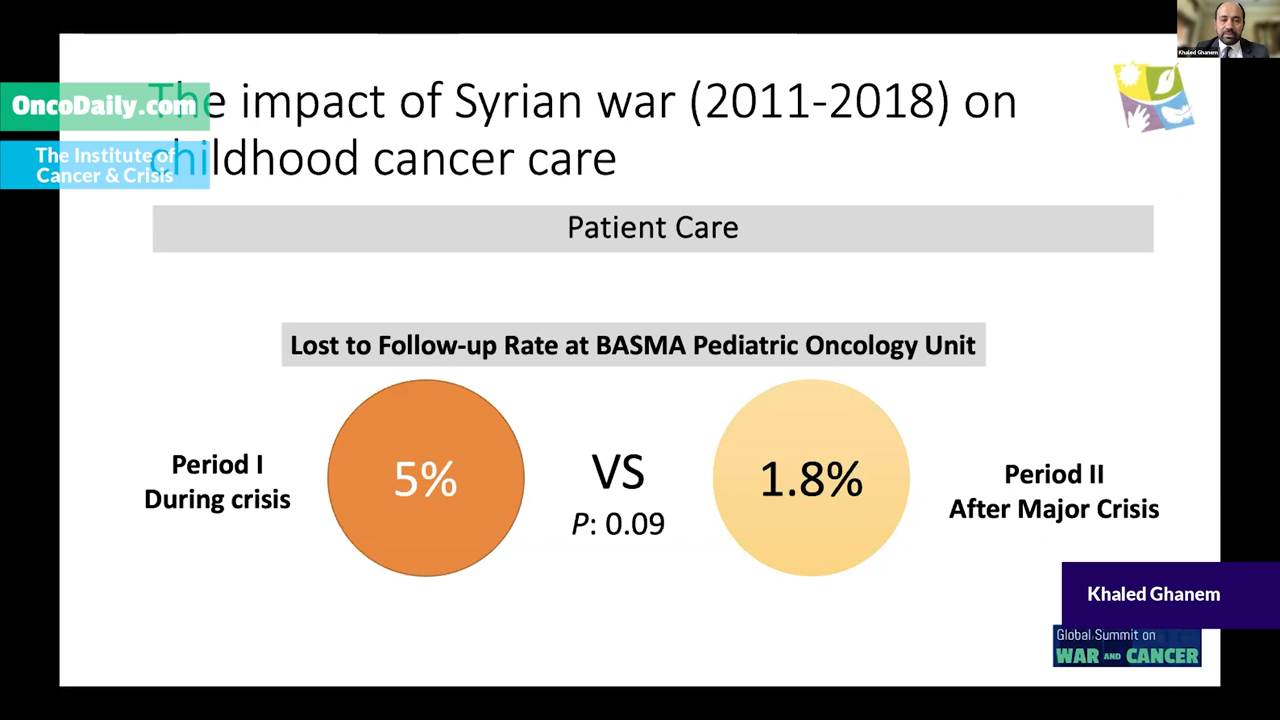 Khaled Ghanem
OncoDaily.com
The Institute of
Cancer & Crisis
The impact of Syrian war (2011-2018) on
childhood cancer care
Patient Care
Lost to Follow-up Rate at BASMA Pediatric Oncology Unit
Period I
During crisis
5%
VS
P: 0.09
1.8%
Period II
After Major Crisis
Khaled Ghanem
Global Summit on
WAR AND CANCER